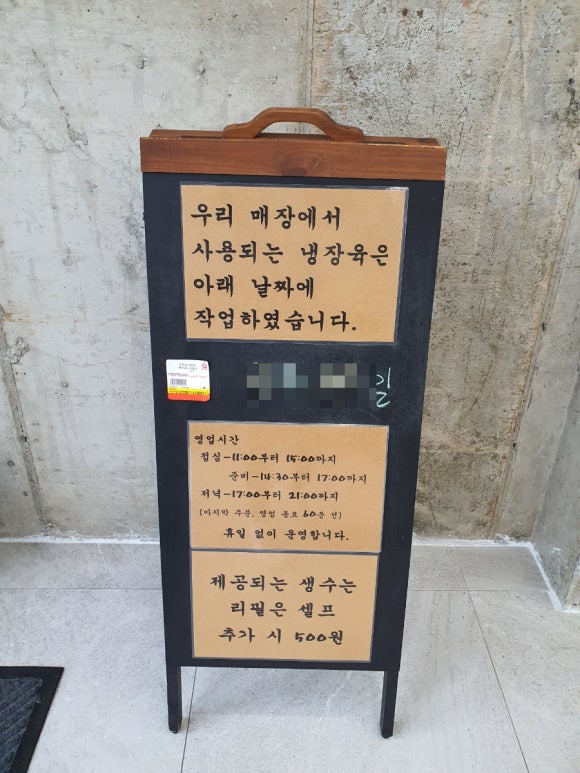 우리 매장에서
사용되는 냉장육은
아래 날짜에
작업하였습니다.
일
영업시간
점심-11:00부터 15:00까지
준비-14:30부터 17:00까지
저녁-17:00부터 21:00까지
(마지막 주문, 영업 종료 60분 전)
휴일 없이 운영합니다.
제공되는 생수는
리필은 셀프
추가 시 500원